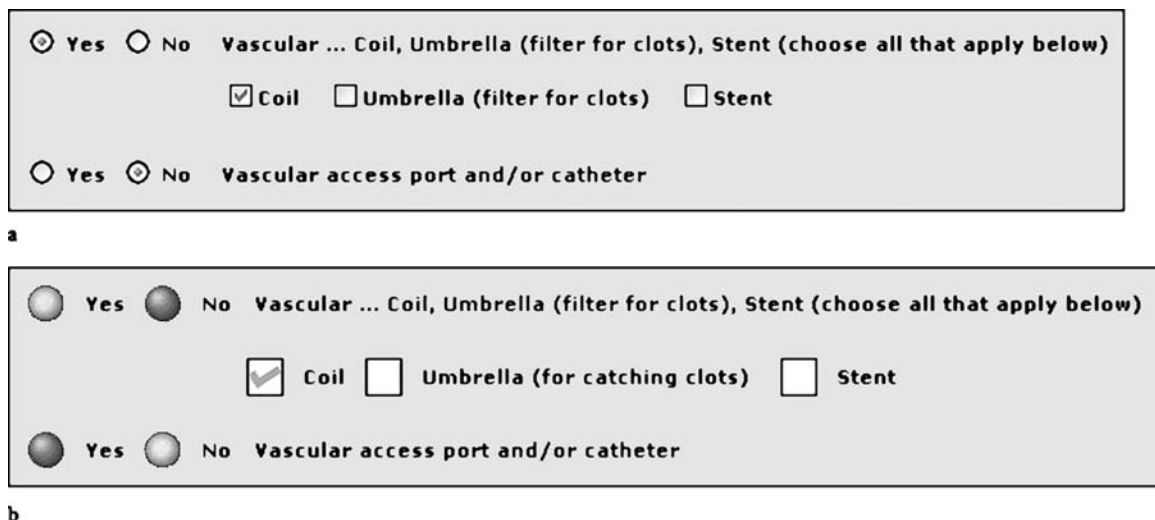 Yes No Vascular ... Coil, Umbrella (filter for clots), Stent (choose all that apply below)
Coil Umbrella (filter for clots) Stent
Yes No Vascular access port and/or catheter
a
Yes No Vascular ... Coil, Umbrella (filter for clots), Stent (choose all that apply below)
Coil Umbrella (for catching clots) Stent
Yes No Vascular access port and/or catheter
b